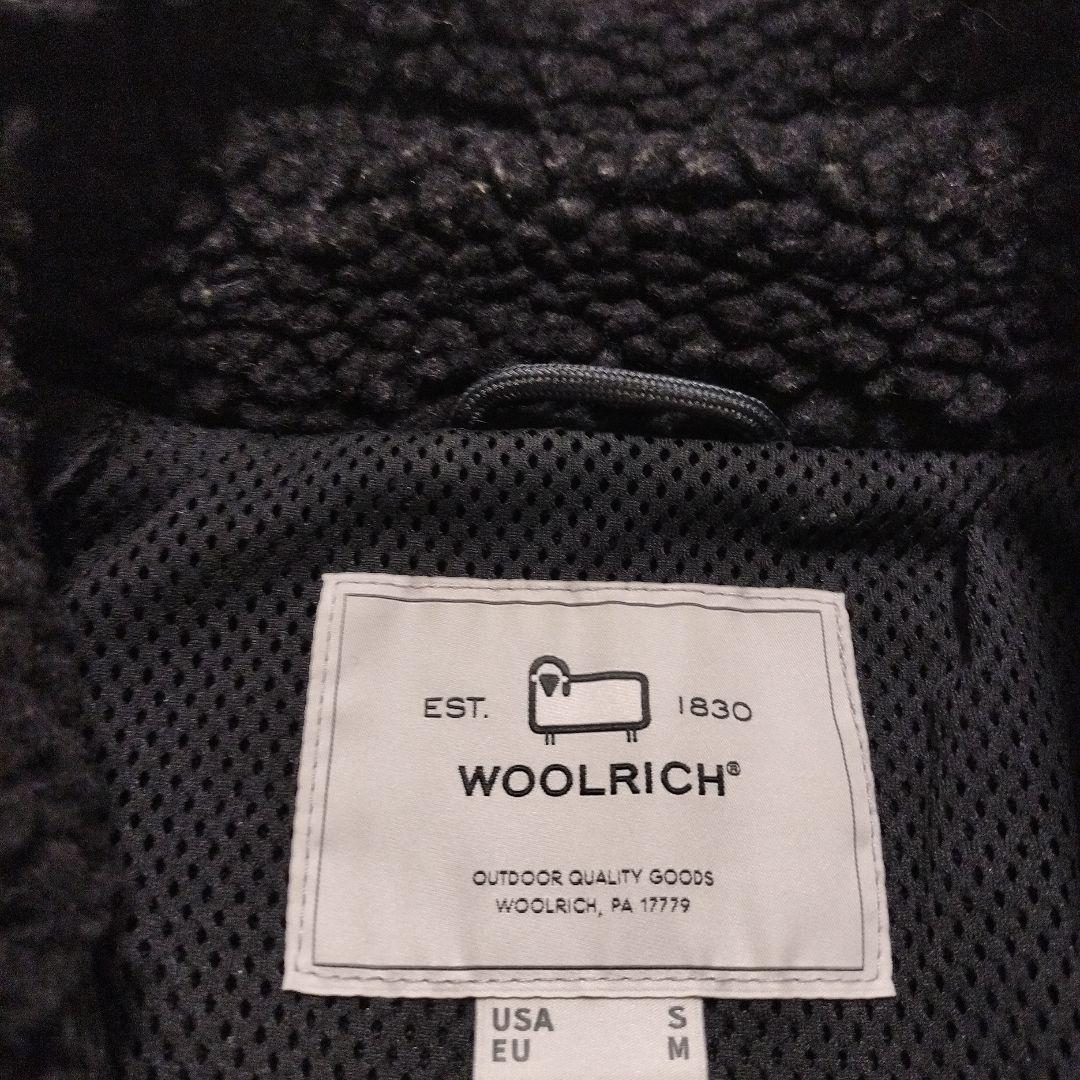 EST. 1830
WOOLRICH®
OUTDOOR QUALITY GOODS
WOOLRICH, PA 17779
USA S
EU M